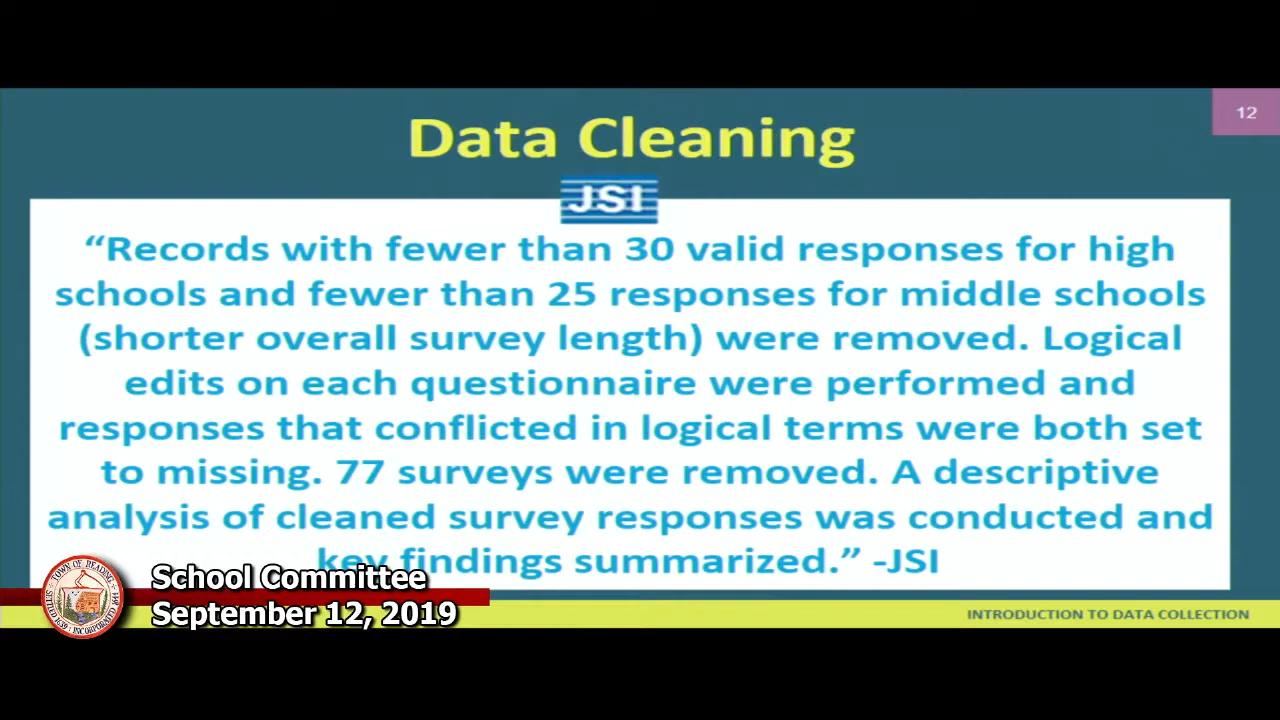 12
Data Cleaning
JSI
“Records with fewer than 30 valid responses for high
schools and fewer than 25 responses for middle schools
(shorter overall survey length) were removed. Logical
edits on each questionnaire were performed and
responses that conflicted in logical terms were both set
to missing. 77 surveys were removed. A descriptive
analysis of cleaned survey responses was conducted and
key findings summarized.” -JSI
School Committee
September 12, 2019
INTRODUCTION TO DATA COLLECTION
TOWN OF READING